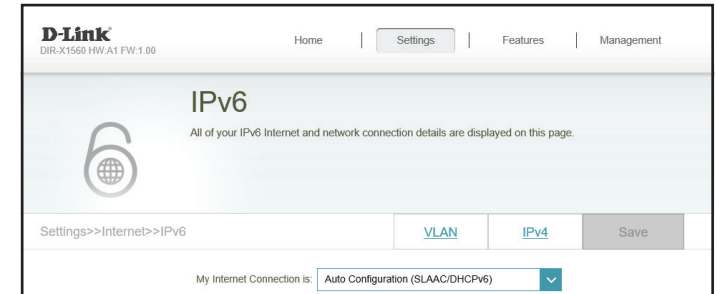 D-Link
DIR-X1560 HW:A1 FW:1.00
Home | Settings | Features | Management
IPv6
All of your IPv6 Internet and network connection details are displayed on this page.
Settings>>Internet>>IPv6
VLAN
IPv4
Save
My Internet Connection is: Auto Configuration (SLAAC/DHCPv6)